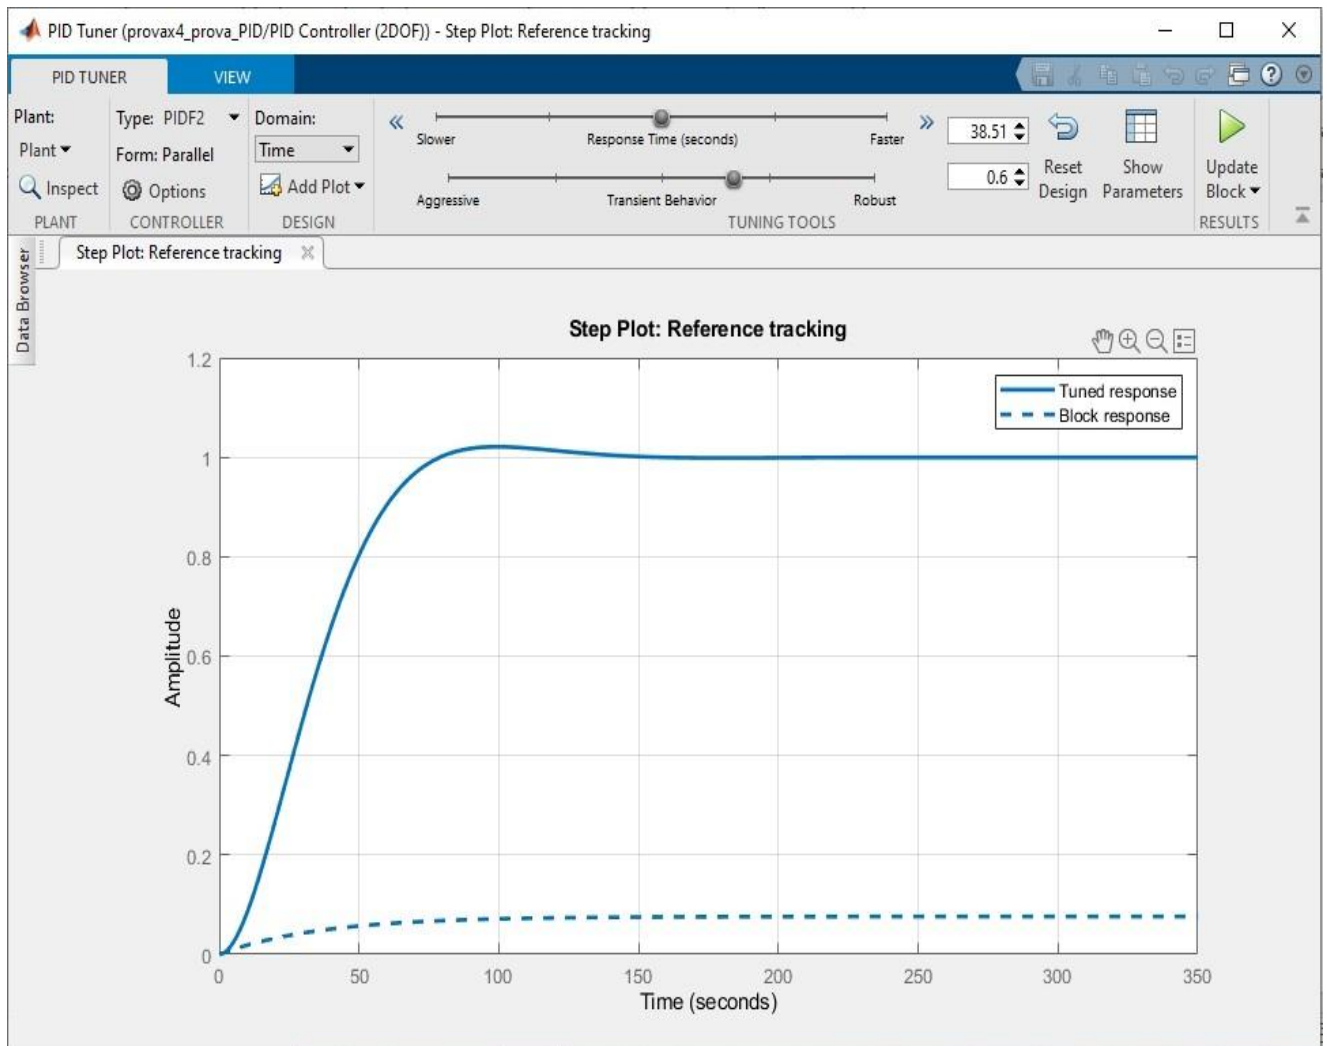 PID Tuner (provax4_prova_PID/PID Controller (2DOF)) - Step Plot: Reference tracking
PID TUNER
VIEW
Plant:
Plant
Inspect
PLANT
Type: PIDF2
Form: Parallel
Options
CONTROLLER
Domain:
Time
Add Plot
DESIGN
Slower
Response Time (seconds)
Faster
38.51
Aggressive
Transient Behavior
Robust
0.6
TUNING TOOLS
Reset
Design
Show
Parameters
Update
Block
RESULTS
Data Browser
Step Plot: Reference tracking
Step Plot: Reference tracking
Tuned response
Block response
Amplitude
1.2
1
0.8
0.6
0.4
0.2
0
0 50 100 150 200 250 300 350
Time (seconds)